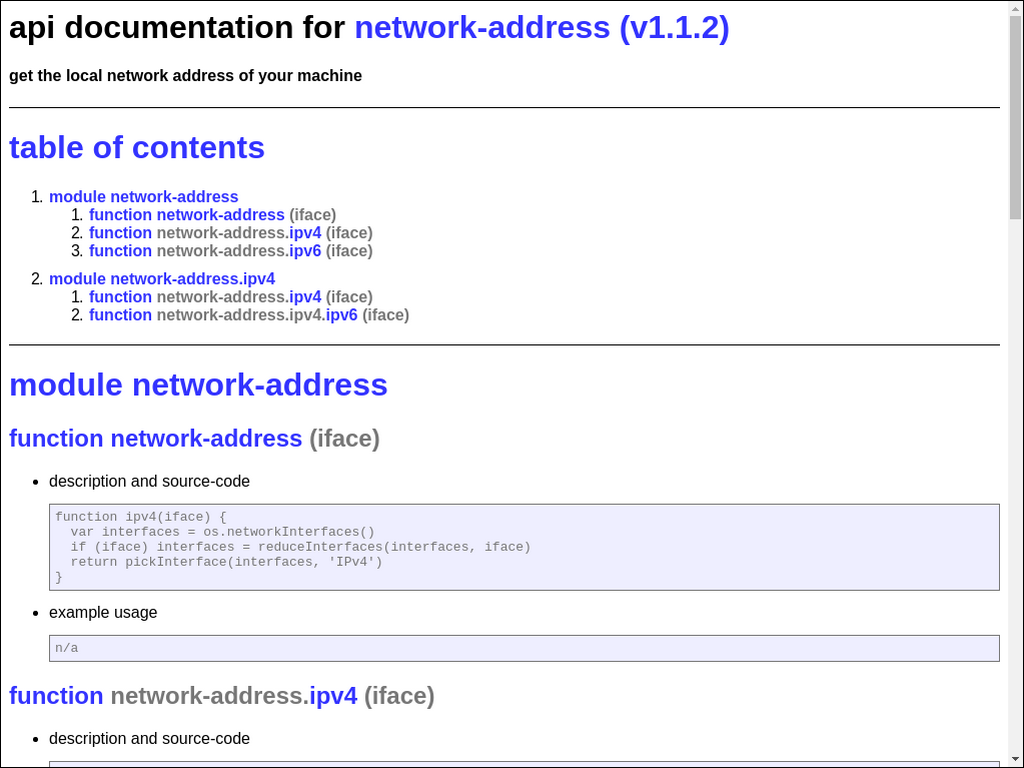 api documentation for network-address (v1.1.2)
get the local network address of your machine
table of contents
1. module network-address
1. function network-address (iface)
2. function network-address.ipv4 (iface)
3. function network-address.ipv6 (iface)
2. module network-address.ipv4
1. function network-address.ipv4 (iface)
2. function network-address.ipv4.ipv6 (iface)
module network-address
function network-address (iface)
• description and source-code
function ipv4(iface) {
  var interfaces = os.networkInterfaces()
  if (iface) interfaces = reduceInterfaces(interfaces, iface)
  return pickInterface(interfaces, 'IPv4')
}
• example usage
n/a
function network-address.ipv4 (iface)
• description and source-code